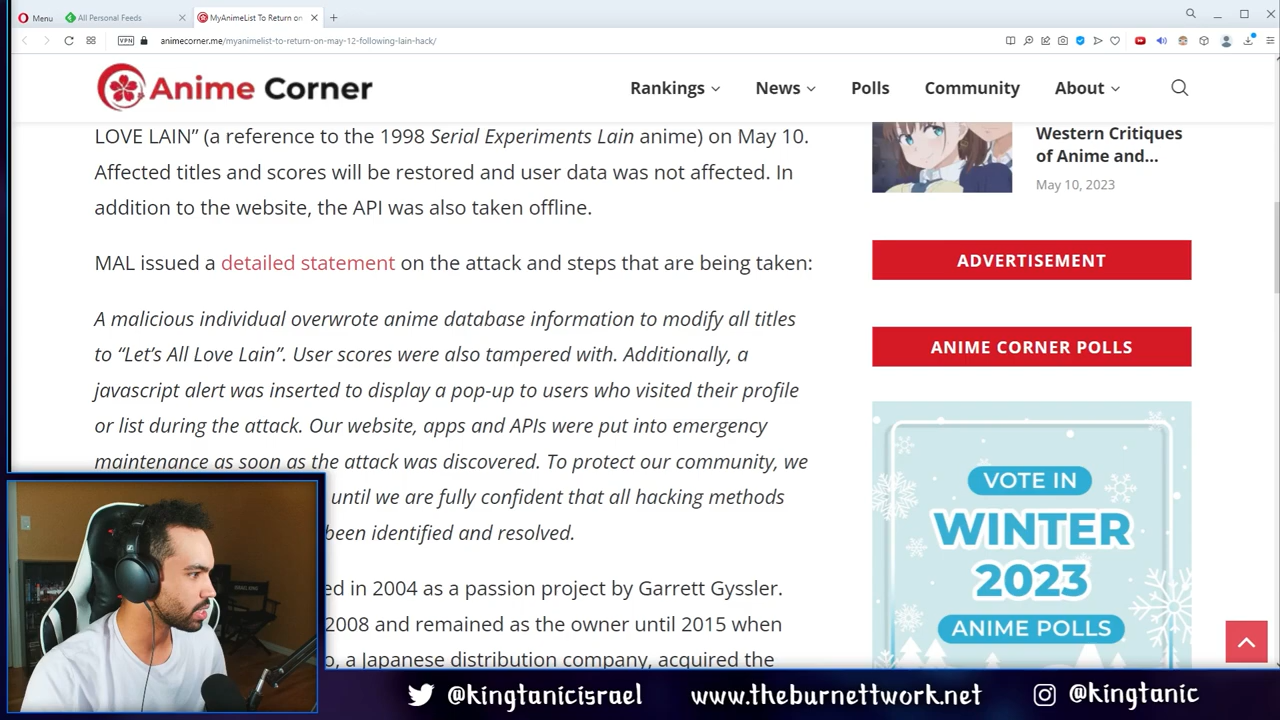 Menu
All Personal Feeds
MyAnimeList To Return on
VPN
animecorner.me/myanimelist-to-return-on-may-12-following-lain-hack/
Anime Corner
Rankings
News
Polls
Community
About
LOVE LAIN” (a reference to the 1998 Serial Experiments Lain anime) on May 10.
Affected titles and scores will be restored and user data was not affected. In
addition to the website, the API was also taken offline.
MAL issued a detailed statement on the attack and steps that are being taken:
A malicious individual overwrote anime database information to modify all titles
to “Let’s All Love Lain”. User scores were also tampered with. Additionally, a
javascript alert was inserted to display a pop-up to users who visited their profile
or list during the attack. Our website, apps and APIs were put into emergency
maintenance as soon as the attack was discovered. To protect our community, we
until we are fully confident that all hacking methods
been identified and resolved.
ed in 2004 as a passion project by Garrett Gyssler.
2008 and remained as the owner until 2015 when
o, a Japanese distribution company, acquired the
Western Critiques
of Anime and...
May 10, 2023
ADVERTISEMENT
ANIME CORNER POLLS
VOTE IN
WINTER
2023
ANIME POLLS
@kingtanicisrael
www.theburnettwork.net
@kingtanic